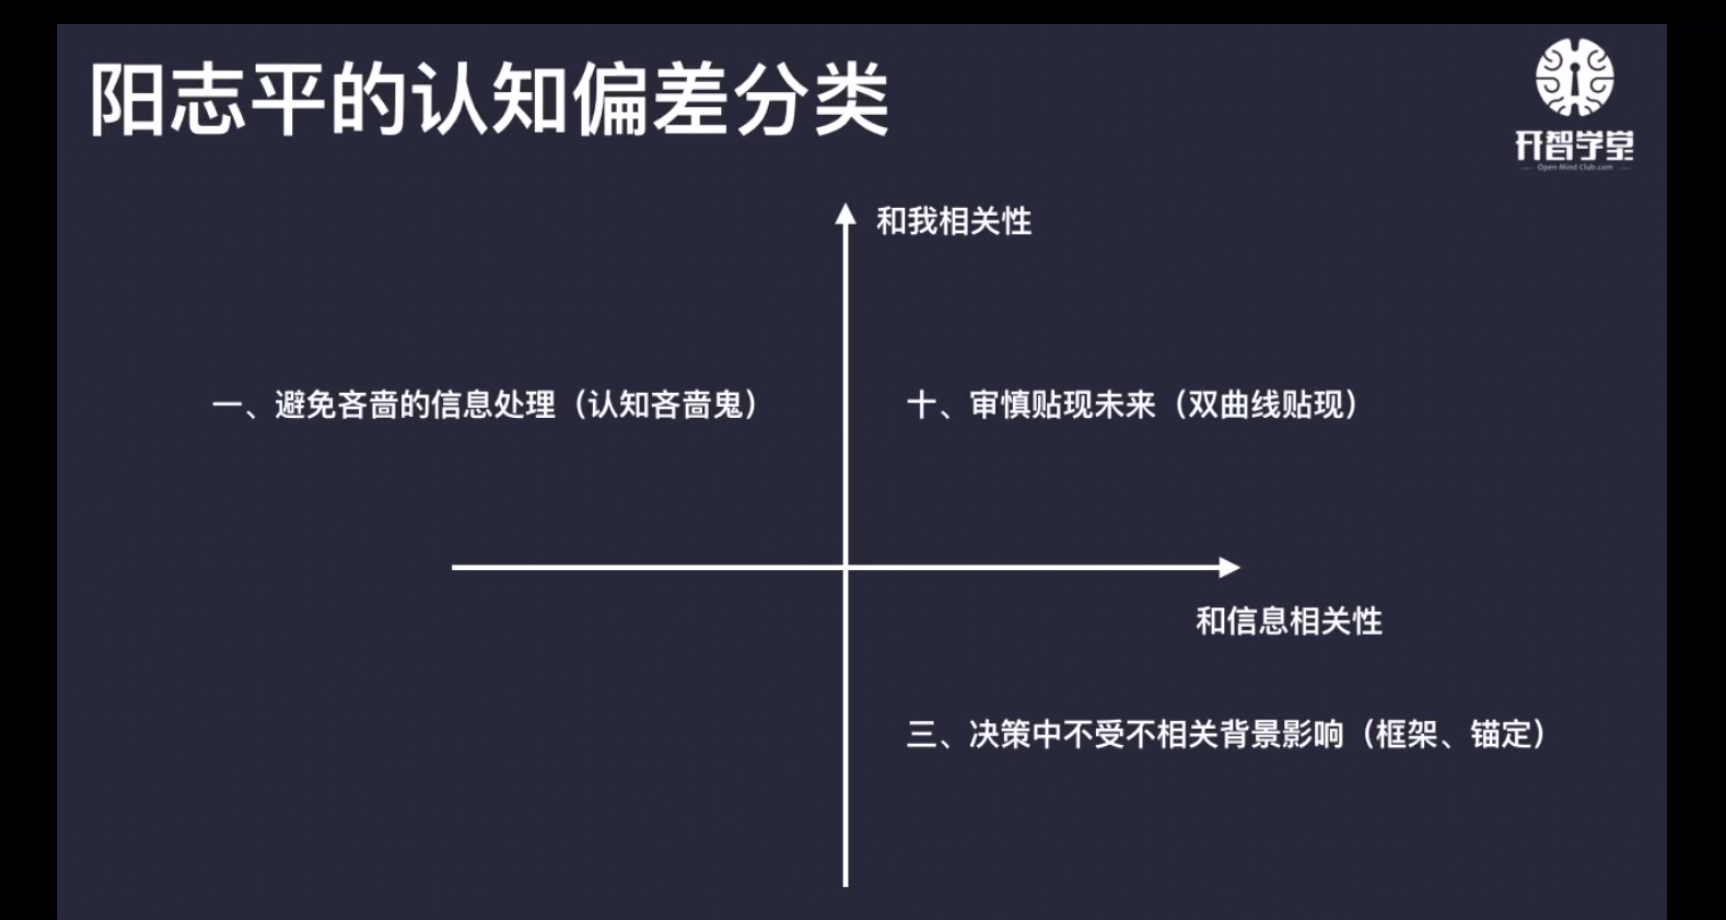 阳志平的认知偏差分类
开智学堂
Open Mind Club.com
和我相关性
一、避免吝啬的信息处理（认知吝啬鬼）
十、审慎贴现未来（双曲线贴现）
和信息相关性
三、决策中不受不相关背景影响（框架、锚定）